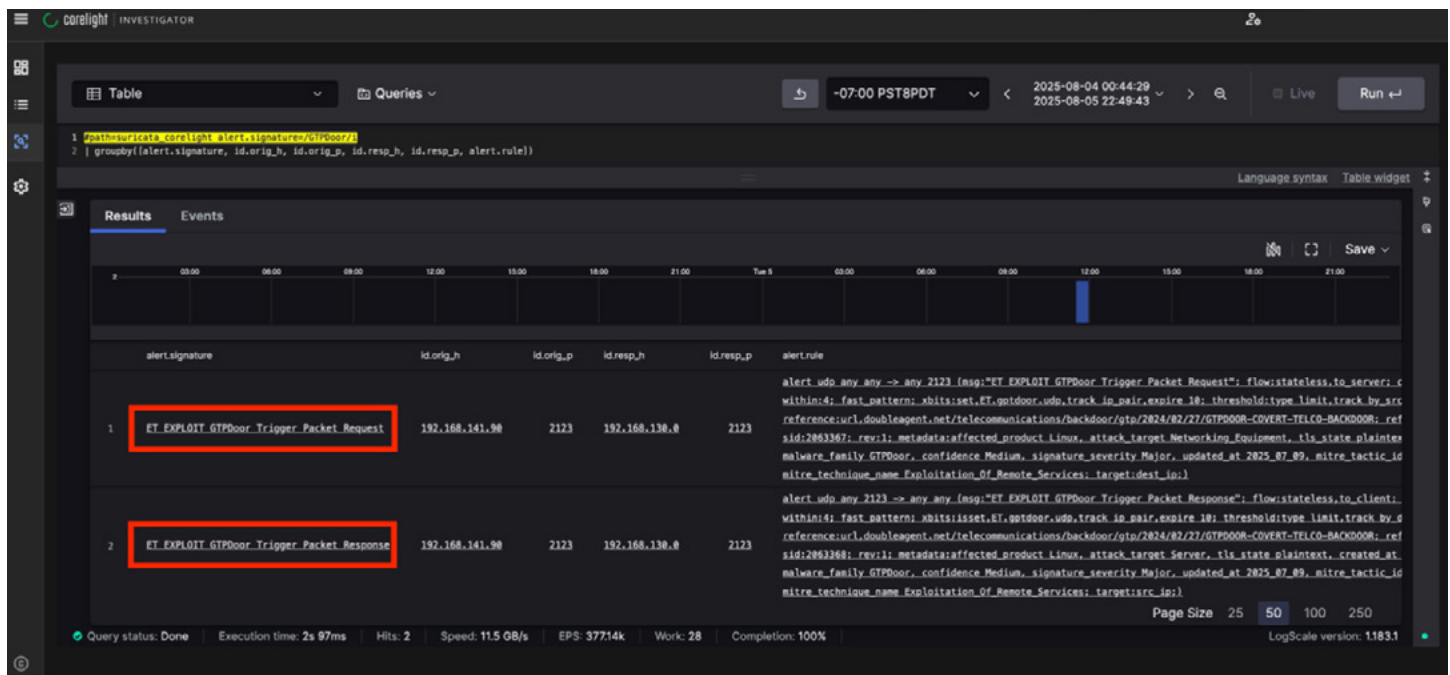 corelight INVESTIGATOR
Table
Queries
-07:00 PST8PDT
2025-08-04 00:44:29
2025-08-05 22:49:43
Live
Run
1 #path=suricata_corelight alert.signature=/GTPDoor/i
2 | groupby([alert.signature, id.orig_h, id.orig_p, id.resp_h, id.resp_p, alert.rule])
Language syntax Table widget
Results Events
Save
2 03:00 06:00 09:00 12:00 15:00 18:00 21:00 Tue 5 03:00 06:00 09:00 12:00 15:00 18:00 21:00
alert.signature id.orig_h id.orig_p id.resp_h id.resp_p alert.rule
1 ET EXPLOIT GTPDoor Trigger Packet Request 192.168.141.90 2123 192.168.130.0 2123
alert udp any any -> any 2123 (msg:"ET EXPLOIT GTPDoor Trigger Packet Request"; flow:stateless,to_server; c
within:4; fast_pattern; xbits:set,ET.gptdoor.udp,track ip_pair,expire 10; threshold:type limit,track by_src
reference:url,doubleagent.net/telecommunications/backdoor/gtp/2024/02/27/GTPDOOR-COVERT-TELCO-BACKDOOR; ref
sid:2063367; rev:1; metadata:affected_product Linux, attack_target Networking_Equipment, tls_state plaintex
malware_family GTPDoor, confidence Medium, signature_severity Major, updated_at 2025_07_09, mitre_tactic_id
mitre_technique_name Exploitation_Of_Remote_Services; target:dest_ip;)
2 ET EXPLOIT GTPDoor Trigger Packet Response 192.168.141.90 2123 192.168.130.0 2123
alert udp any 2123 -> any any (msg:"ET EXPLOIT GTPDoor Trigger Packet Response"; flow:stateless,to_client;
within:4; fast_pattern; xbits:isset,ET.gptdoor.udp,track ip_pair,expire 10; threshold:type limit,track by_d
reference:url,doubleagent.net/telecommunications/backdoor/gtp/2024/02/27/GTPDOOR-COVERT-TELCO-BACKDOOR; ref
sid:2063368; rev:1; metadata:affected_product Linux, attack_target Server, tls_state plaintext, created_at
malware_family GTPDoor, confidence Medium, signature_severity Major, updated_at 2025_07_09, mitre_tactic_id
mitre_technique_name Exploitation_Of_Remote_Services; target:src_ip;)
Page Size 25 50 100 250
Query status: Done Execution time: 2s 97ms Hits: 2 Speed: 11.5 GB/s EPS: 377.14k Work: 28 Completion: 100% LogScale version: 1.183.1